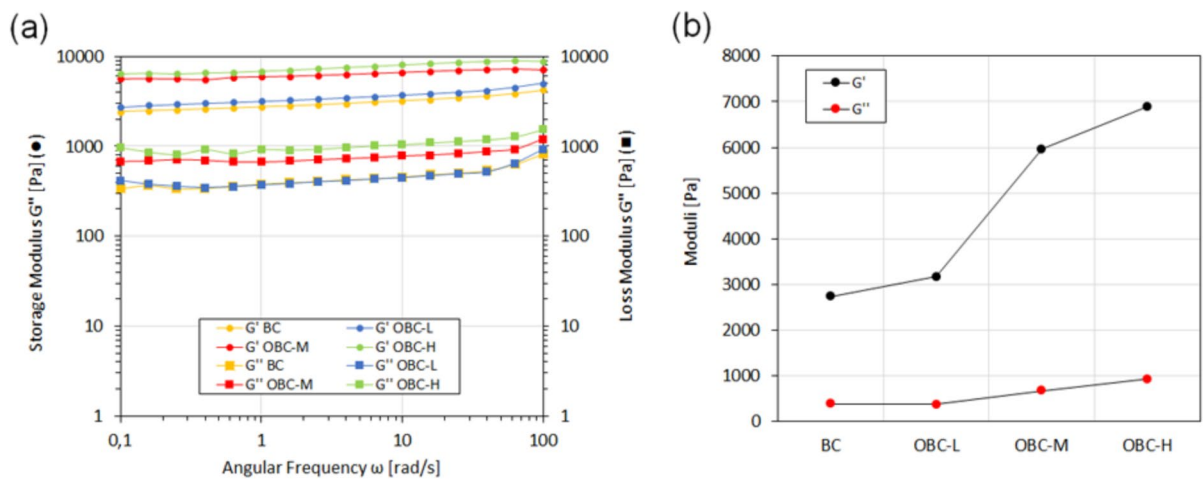 (a)
10000
1000
100
10
1
10000
1000
100
10
1
0,1
1
10
100
Storage Modulus G'' [Pa] (●)
Loss Modulus G'' [Pa] (■)
Angular Frequency ω [rad/s]
G' BC
G' OBC-L
G' OBC-M
G' OBC-H
G'' BC
G'' OBC-L
G'' OBC-M
G'' OBC-H
(b)
8000
7000
6000
5000
4000
3000
2000
1000
0
Moduli [Pa]
G'
G''
BC
OBC-L
OBC-M
OBC-H